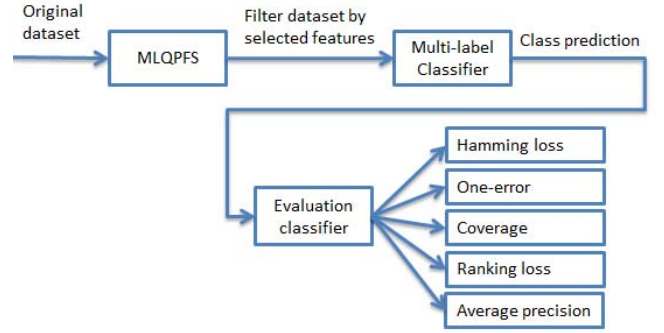 Original
dataset
MLQPFS
Filter dataset by
selected features
Multi-label
Classifier
Class prediction
Evaluation
classifier
Hamming loss
One-error
Coverage
Ranking loss
Average precision